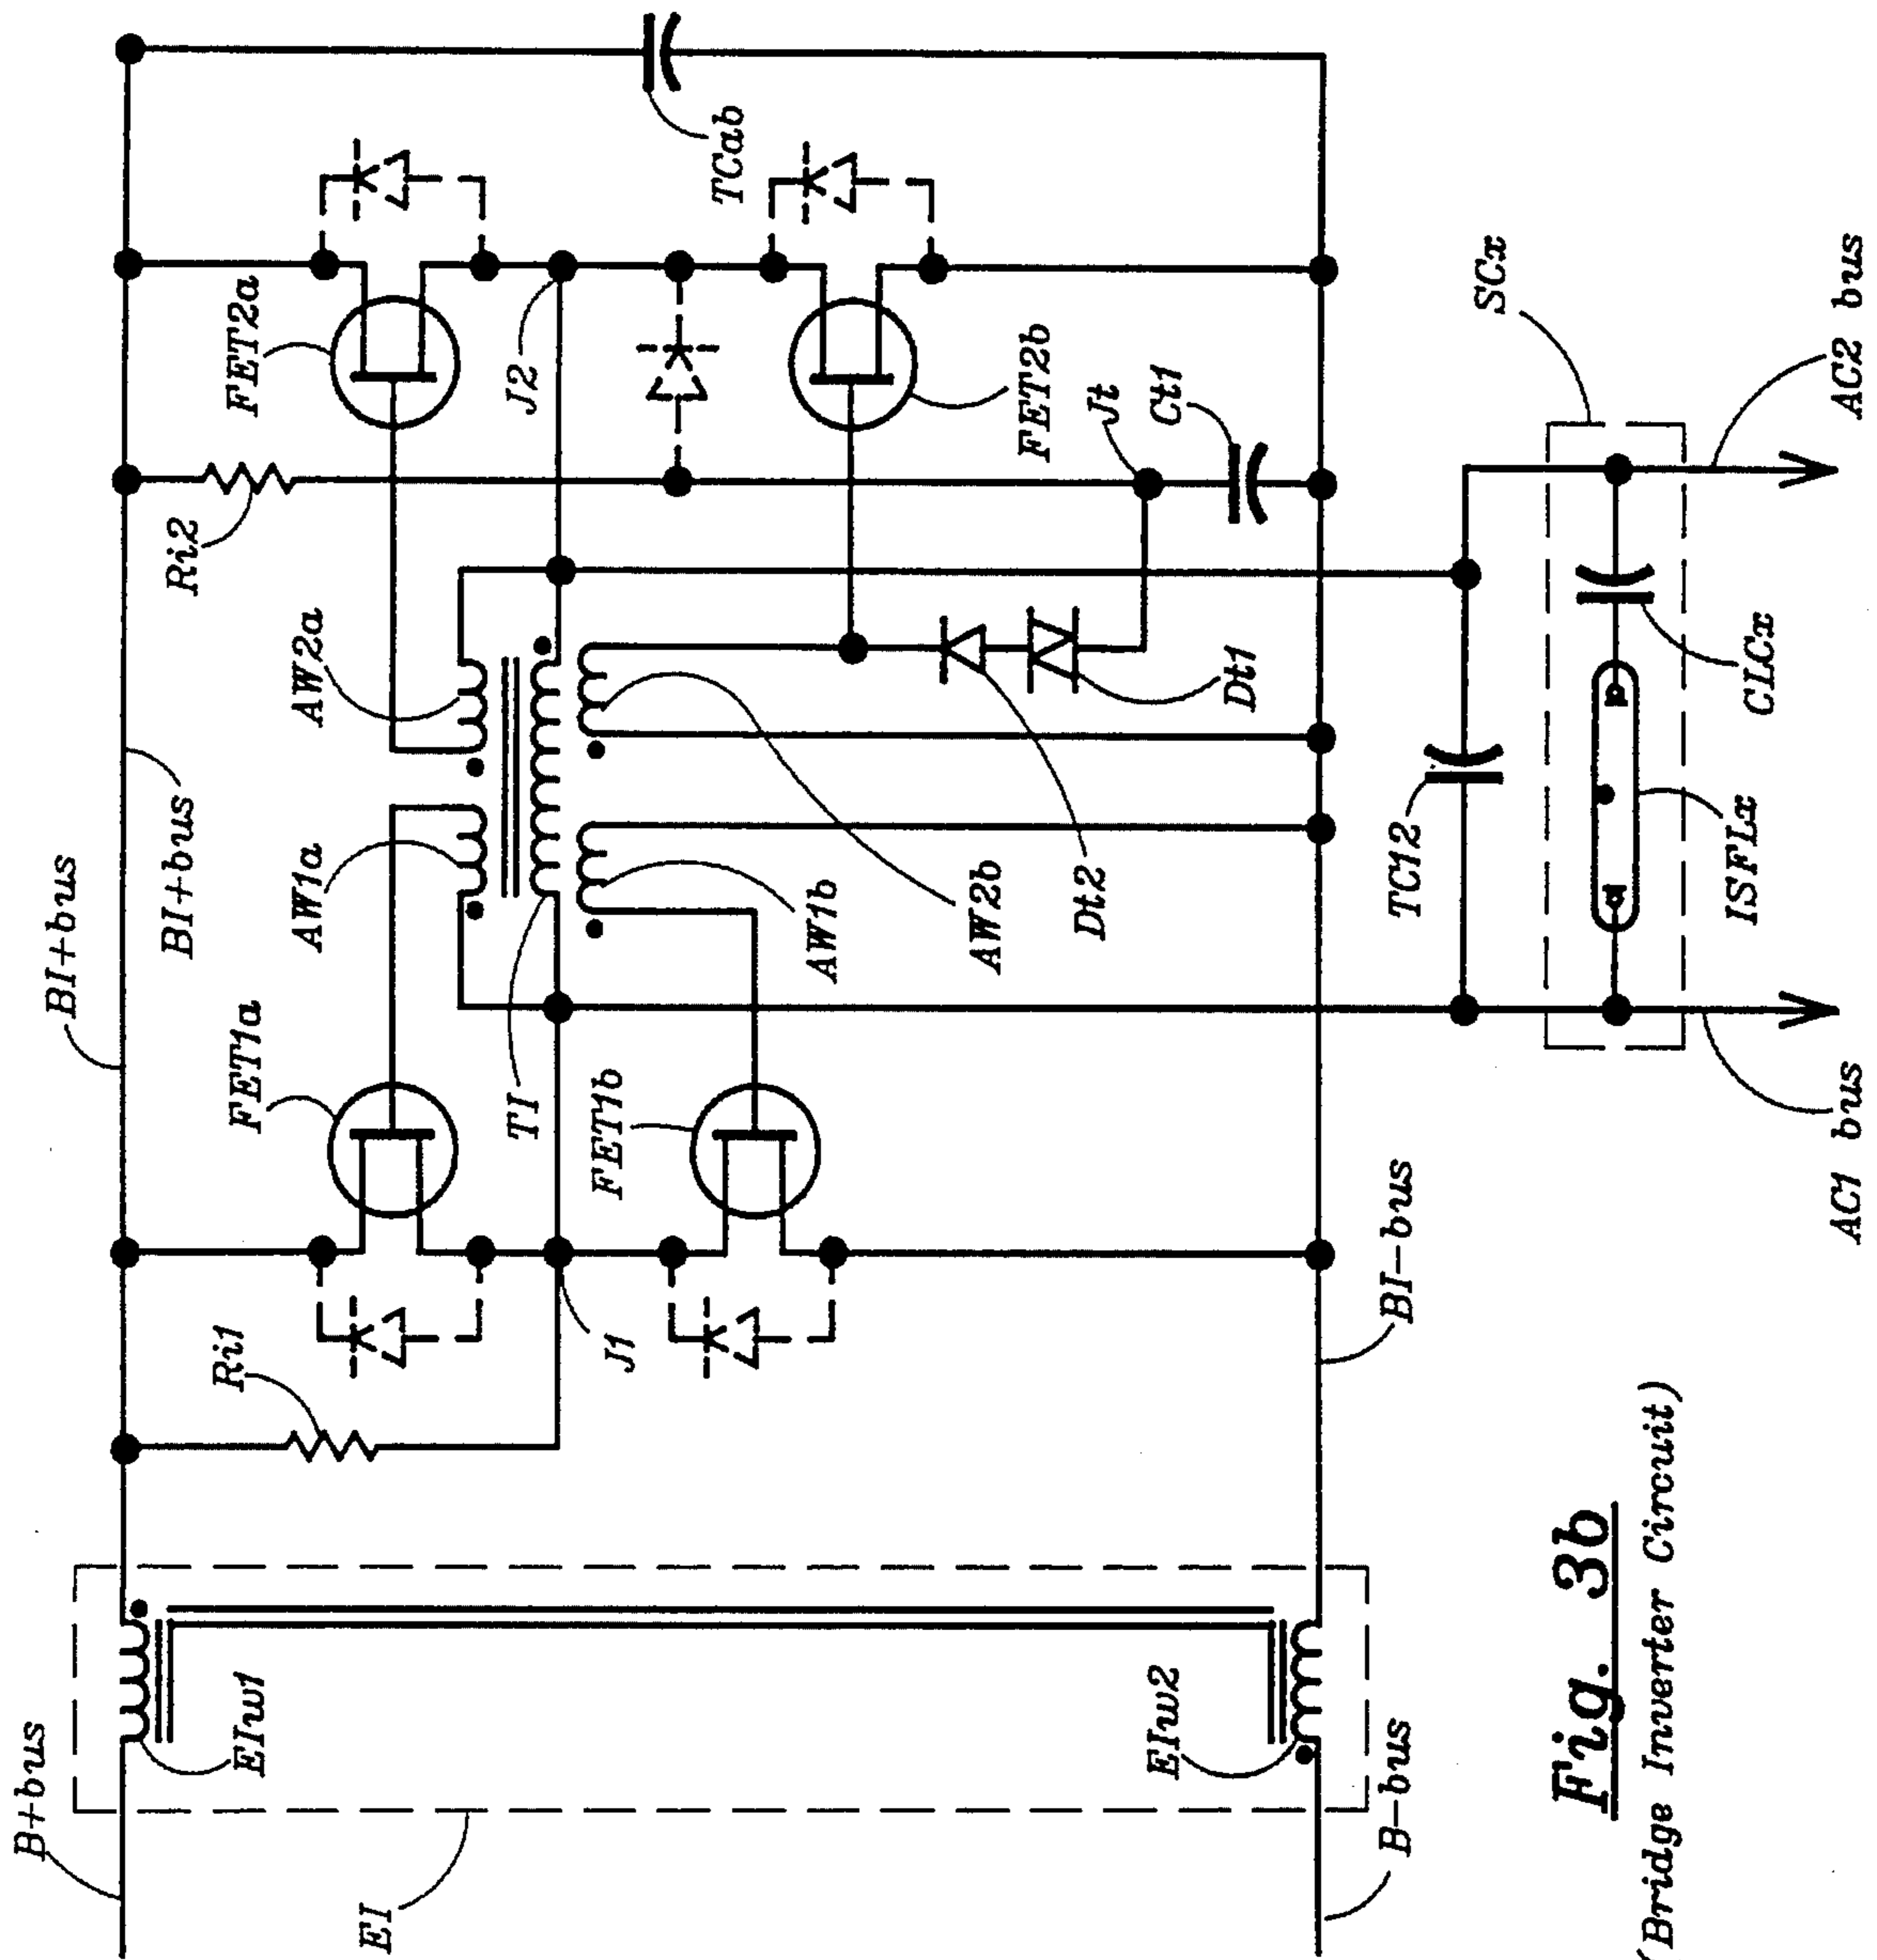 B+bus
BI+bus
BI+bus
EI
EIw1
EIw2
B-bus
BI-bus
Ri1
J1
FET1a
FET1b
TI
AW1a
AW2a
AW1b
AW2b
Ri2
FET2a
J2
FET2b
TCab
Dt2
Dt1
Jt
Ct1
TC12
SCx
ISFLx
CLCx
AC1 bus
AC2 bus
Fig. 3b
(Bridge Inverter Circuit)